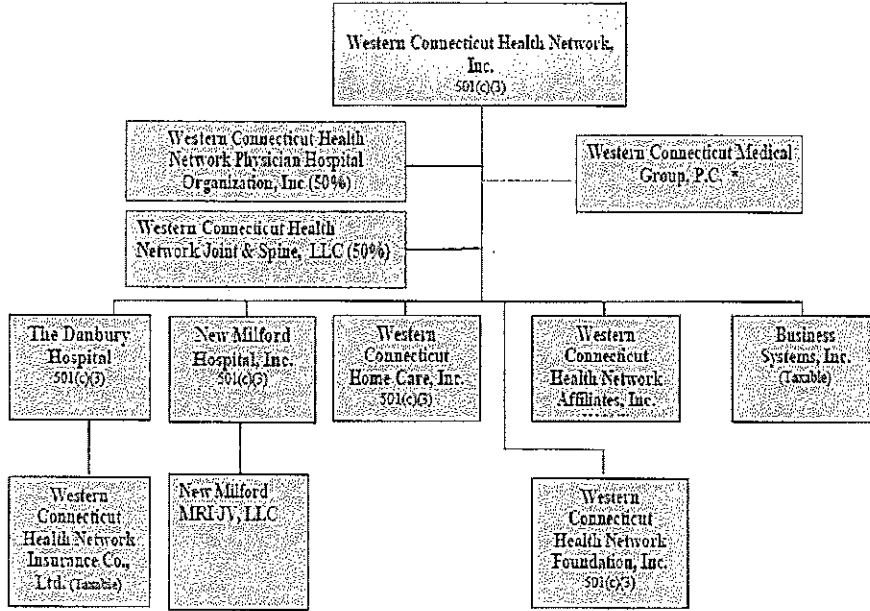 Western Connecticut Health Network,
Inc.
501(c)(3)
Western Connecticut Health
Network Physician Hospital
Organization, Inc (50%)
Western Connecticut Medical
Group, P.C. *
Western Connecticut Health
Network Joint & Spine, LLC (50%)
The Danbury
Hospital
501(c)(3)
New Milford
Hospital, Inc.
501(c)(3)
Western
Connecticut
Home Care, Inc.
501(c)(3)
Western
Connecticut
Health Network
Affiliates, Inc.
Business
Systems, Inc.
(Taxable)
Western
Connecticut
Health Network
Insurance Co.,
Ltd. (Taxable)
New Milford
MRI JV, LLC
Western
Connecticut
Health Network
Foundation, Inc.
501(c)(3)